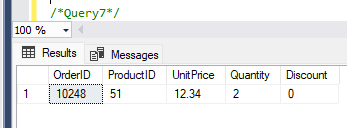 /*Query7*/
100 %
Results Messages
OrderID ProductID UnitPrice Quantity Discount
1 10248 51 12.34 2 0